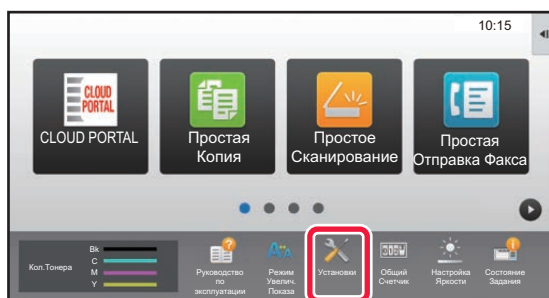 10:15
CLOUD
PORTAL
CLOUD PORTAL
Простая
Копия
Простое
Сканирование
Простая
Отправка Факса
Кол.Тонера
Bk
C
M
Y
Руководство
по
эксплуатации
Режим
Увелич.
Показа
Установки
Общий
Счетчик
Настройка
Яркости
Состояние
Задания